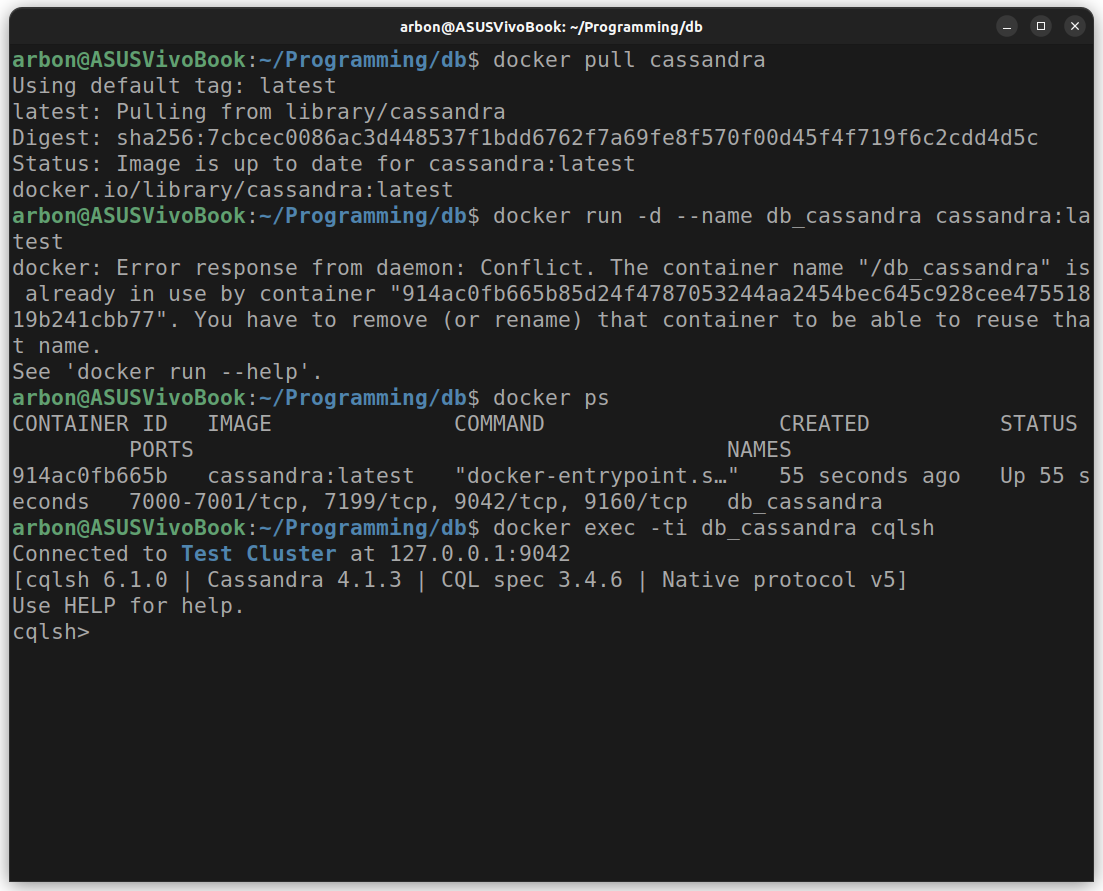 arbon@ASUSVivoBook: ~/Programming/db
arbon@ASUSVivoBook:~/Programming/db$ docker pull cassandra
Using default tag: latest
latest: Pulling from library/cassandra
Digest: sha256:7cbcec0086ac3d448537f1bdd6762f7a69fe8f570f00d45f4f719f6c2cdd4d5c
Status: Image is up to date for cassandra:latest
docker.io/library/cassandra:latest
arbon@ASUSVivoBook:~/Programming/db$ docker run -d --name db_cassandra cassandra:la
test
docker: Error response from daemon: Conflict. The container name "/db_cassandra" is
 already in use by container "914ac0fb665b85d24f4787053244aa2454bec645c928cee475518
19b241cbb77". You have to remove (or rename) that container to be able to reuse tha
t name.
See 'docker run --help'.
arbon@ASUSVivoBook:~/Programming/db$ docker ps
CONTAINER ID   IMAGE              COMMAND                  CREATED          STATUS
         PORTS                                         NAMES
914ac0fb665b   cassandra:latest   "docker-entrypoint.s…"   55 seconds ago   Up 55 s
econds   7000-7001/tcp, 7199/tcp, 9042/tcp, 9160/tcp   db_cassandra
arbon@ASUSVivoBook:~/Programming/db$ docker exec -ti db_cassandra cqlsh
Connected to Test Cluster at 127.0.0.1:9042
[cqlsh 6.1.0 | Cassandra 4.1.3 | CQL spec 3.4.6 | Native protocol v5]
Use HELP for help.
cqlsh>